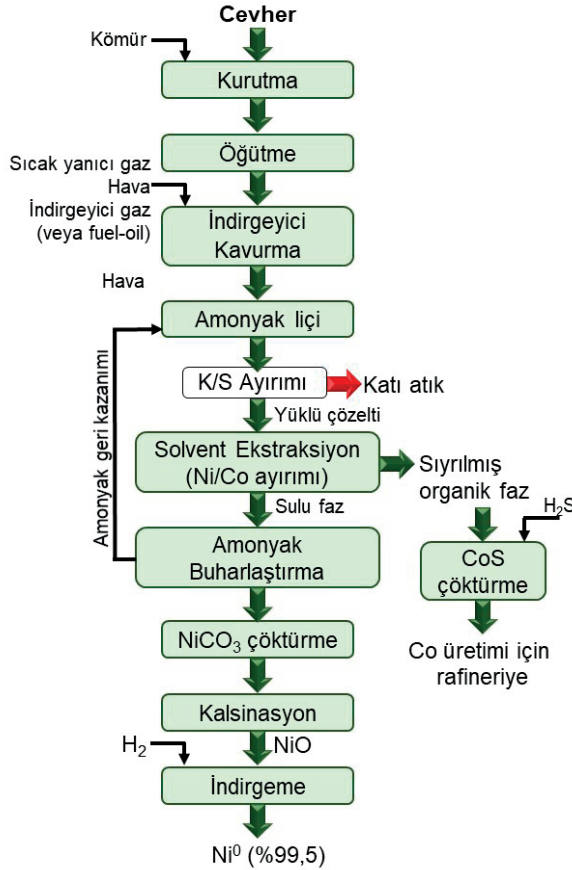 Cevher
Kömür
Kurutma
Öğütme
Sıcak yanıcı gaz
Hava
İndirgeyici gaz
(veya fuel-oil)
İndirgeyici
Kavurma
Hava
Amonyak liçi
Amonyak geri kazanımı
K/S Ayırımı
Katı atık
Yüklü çözelti
Solvent Ekstraksiyon
(Ni/Co ayırımı)
Sıyrılmış
organik faz
Sulu faz
H₂S
Amonyak
Buharlaştırma
CoS
çöktürme
NiCO₃ çöktürme
Co üretimi için
rafineriye
Kalsinasyon
H₂
NiO
İndirgeme
Ni⁰ (%99,5)